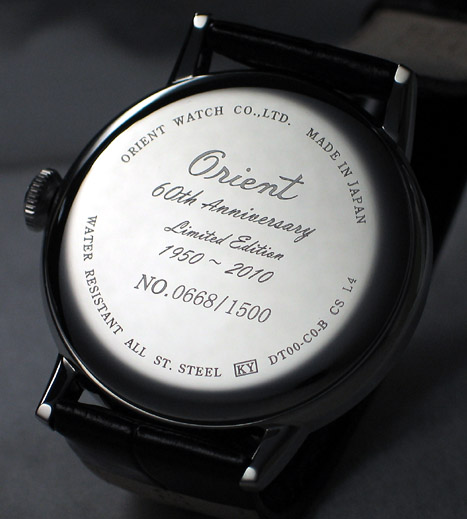 ORIENT WATCH CO.,LTD. MADE IN JAPAN
Orient
60th Anniversary
Limited Edition
1950 ~ 2010
NO.0668/1500
WATER RESISTANT ALL ST. STEEL KY DT00-C0-B CS L4